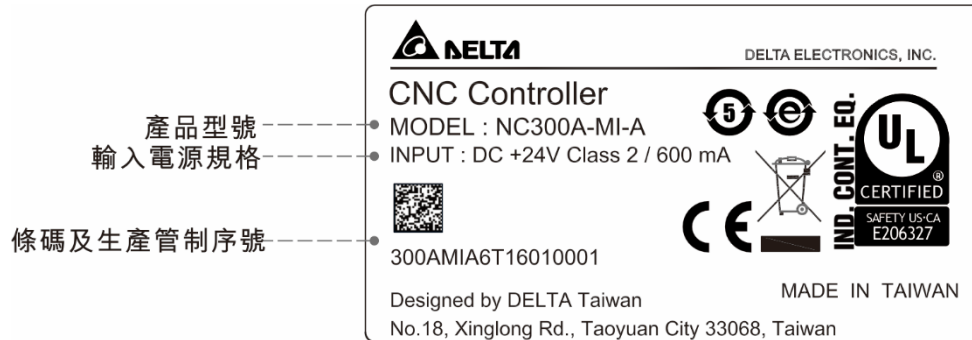 DELTA
DELTA ELECTRONICS, INC.
CNC Controller
產品型號
MODEL : NC300A-MI-A
輸入電源規格
INPUT : DC +24V Class 2 / 600 mA
5
e
IND. CONT. EQ.
UL
®
CERTIFIED
SAFETY US-CA
E206327
CE
條碼及生產管制序號
300AMIA6T16010001
Designed by DELTA Taiwan
MADE IN TAIWAN
No.18, Xinglong Rd., Taoyuan City 33068, Taiwan